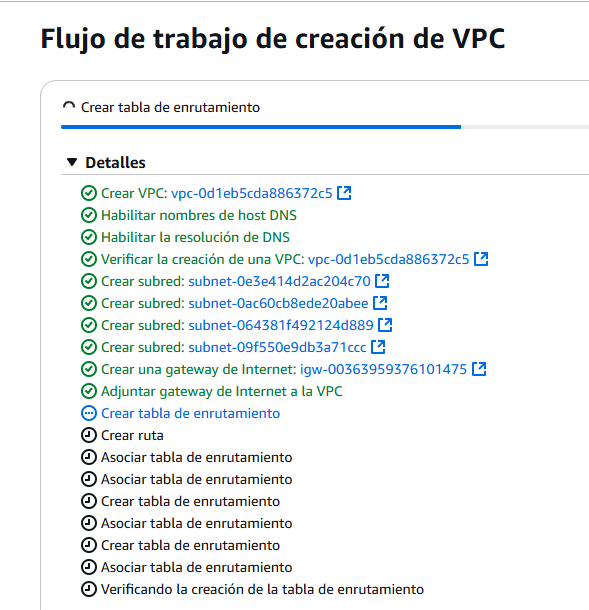 Flujo de trabajo de creación de VPC
Crear tabla de enrutamiento
Detalles
Crear VPC: vpc-0d1eb5cda886372c5
Habilitar nombres de host DNS
Habilitar la resolución de DNS
Verificar la creación de una VPC: vpc-0d1eb5cda886372c5
Crear subred: subnet-0e3e414d2ac204c70
Crear subred: subnet-0ac60cb8ede20abee
Crear subred: subnet-064381f492124d889
Crear subred: subnet-09f550e9db3a71ccc
Crear una gateway de Internet: igw-00363959376101475
Adjuntar gateway de Internet a la VPC
Crear tabla de enrutamiento
Crear ruta
Asociar tabla de enrutamiento
Asociar tabla de enrutamiento
Crear tabla de enrutamiento
Asociar tabla de enrutamiento
Crear tabla de enrutamiento
Asociar tabla de enrutamiento
Verificando la creación de la tabla de enrutamiento